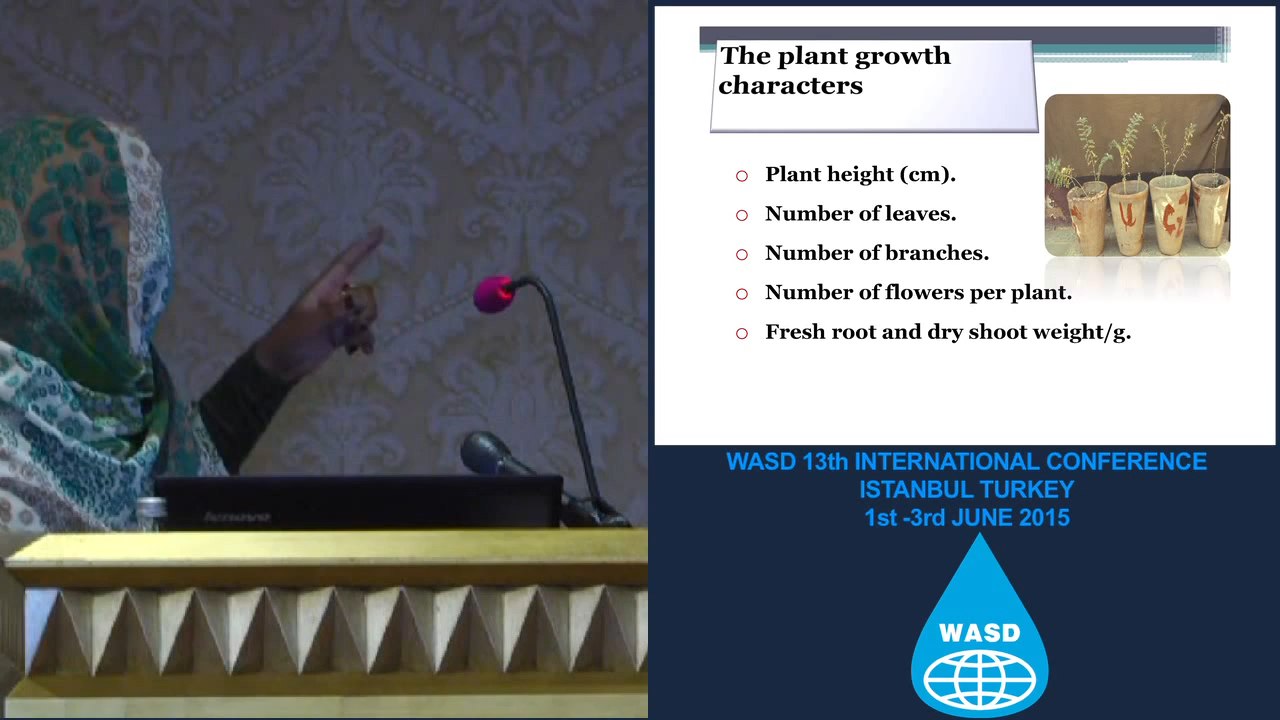 The plant growth
characters
Plant height (cm).
Number of leaves.
Number of branches.
Number of flowers per plant.
Fresh root and dry shoot weight/g.
U
C2
lenovo
WASD 13th INTERNATIONAL CONFERENCE
ISTANBUL TURKEY
1st -3rd JUNE 2015
WASD